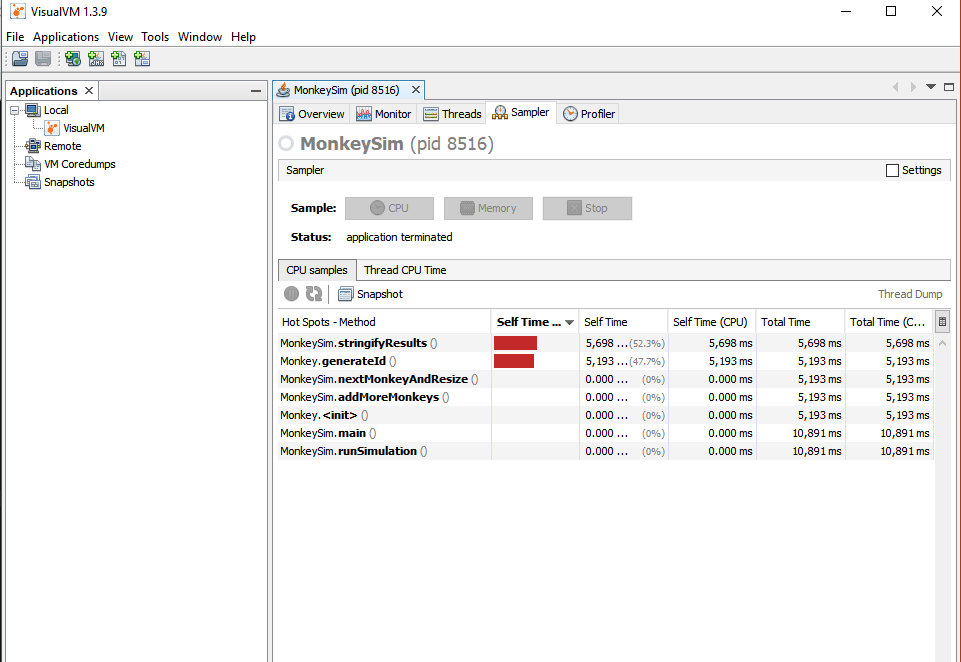 VisualVM 1.3.9
File Applications View Tools Window Help
Applications
Local
VisualVM
Remote
VM Coredumps
Snapshots
MonkeySim (pid 8516)
Overview Monitor Threads Sampler Profiler
MonkeySim (pid 8516)
Sampler Settings
Sample: CPU Memory Stop
Status: application terminated
CPU samples Thread CPU Time
Snapshot Thread Dump
Hot Spots - Method Self Time ... Self Time Self Time (CPU) Total Time Total Time (C...
MonkeySim.stringifyResults () 5,698 ...(52.3%) 5,698 ms 5,698 ms 5,698 ms
Monkey.generateId () 5,193 ...(47.7%) 5,193 ms 5,193 ms 5,193 ms
MonkeySim.nextMonkeyAndResize () 0.000 ... (0%) 0.000 ms 5,193 ms 5,193 ms
MonkeySim.addMoreMonkeys () 0.000 ... (0%) 0.000 ms 5,193 ms 5,193 ms
Monkey.<init> () 0.000 ... (0%) 0.000 ms 5,193 ms 5,193 ms
MonkeySim.main () 0.000 ... (0%) 0.000 ms 10,891 ms 10,891 ms
MonkeySim.runSimulation () 0.000 ... (0%) 0.000 ms 10,891 ms 10,891 ms